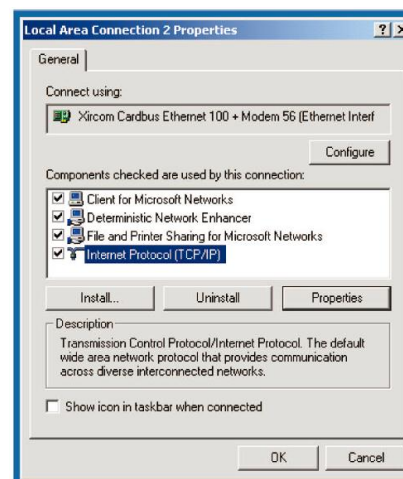 Local Area Connection 2 Properties
General
Connect using:
Xircom Cardbus Ethernet 100 + Modem 56 (Ethernet Interf
Configure
Components checked are used by this connection:
Client for Microsoft Networks
Deterministic Network Enhancer
File and Printer Sharing for Microsoft Networks
Internet Protocol (TCP/IP)
Install...
Uninstall
Properties
Description
Transmission Control Protocol/Internet Protocol. The default
wide area network protocol that provides communication
across diverse interconnected networks.
Show icon in taskbar when connected
OK
Cancel